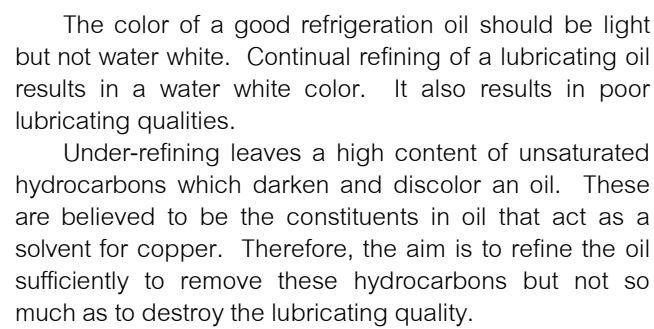 The color of a good refrigeration oil should be light
but not water white. Continual refining of a lubricating oil
results in a water white color. It also results in poor
lubricating qualities.
Under-refining leaves a high content of unsaturated
hydrocarbons which darken and discolor an oil. These
are believed to be the constituents in oil that act as a
solvent for copper. Therefore, the aim is to refine the oil
sufficiently to remove these hydrocarbons but not so
much as to destroy the lubricating quality.